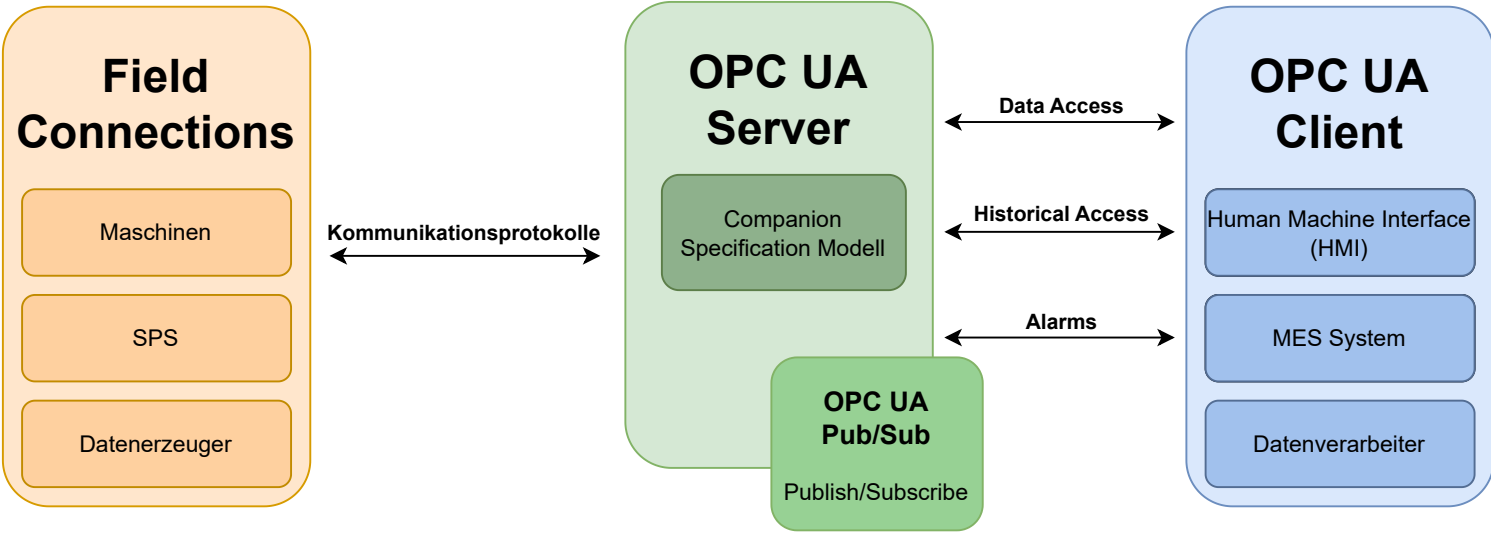 Field
Connections
Maschinen
SPS
Datenerzeuger
Kommunikationsprotokolle
OPC UA
Server
Companion
Specification Modell
OPC UA
Pub/Sub
Publish/Subscribe
Data Access
Historical Access
Alarms
OPC UA
Client
Human Machine Interface
(HMI)
MES System
Datenverarbeiter